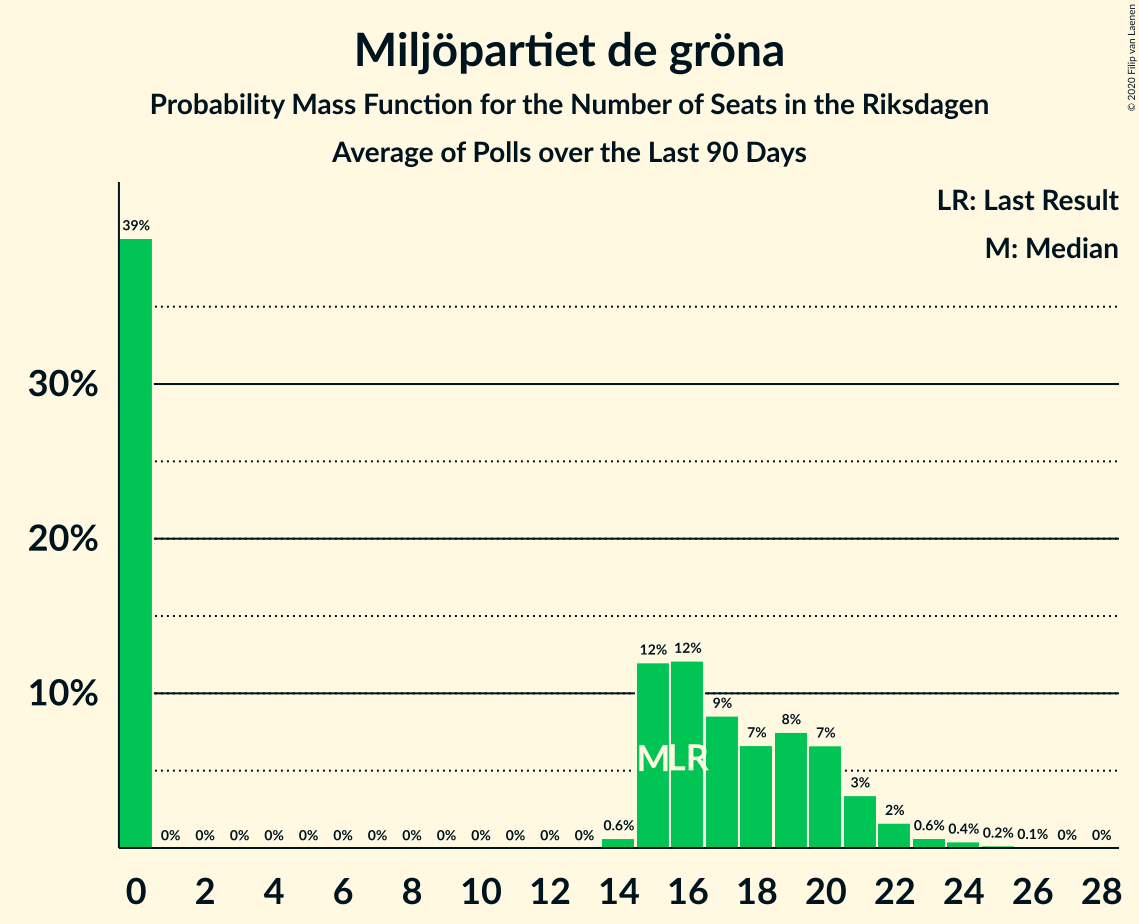 Miljöpartiet de gröna
Probability Mass Function for the Number of Seats in the Riksdagen
Average of Polls over the Last 90 Days
© 2020 Filip van Laenen
LR: Last Result
M: Median
39%
30%
20%
10%
0% 0% 0% 0% 0% 0% 0% 0% 0% 0% 0% 0% 0% 0.6% 12% 12% 9% 7% 8% 7% 3% 2% 0.6% 0.4% 0.2% 0.1% 0% 0%
M LR
0 2 4 6 8 10 12 14 16 18 20 22 24 26 28